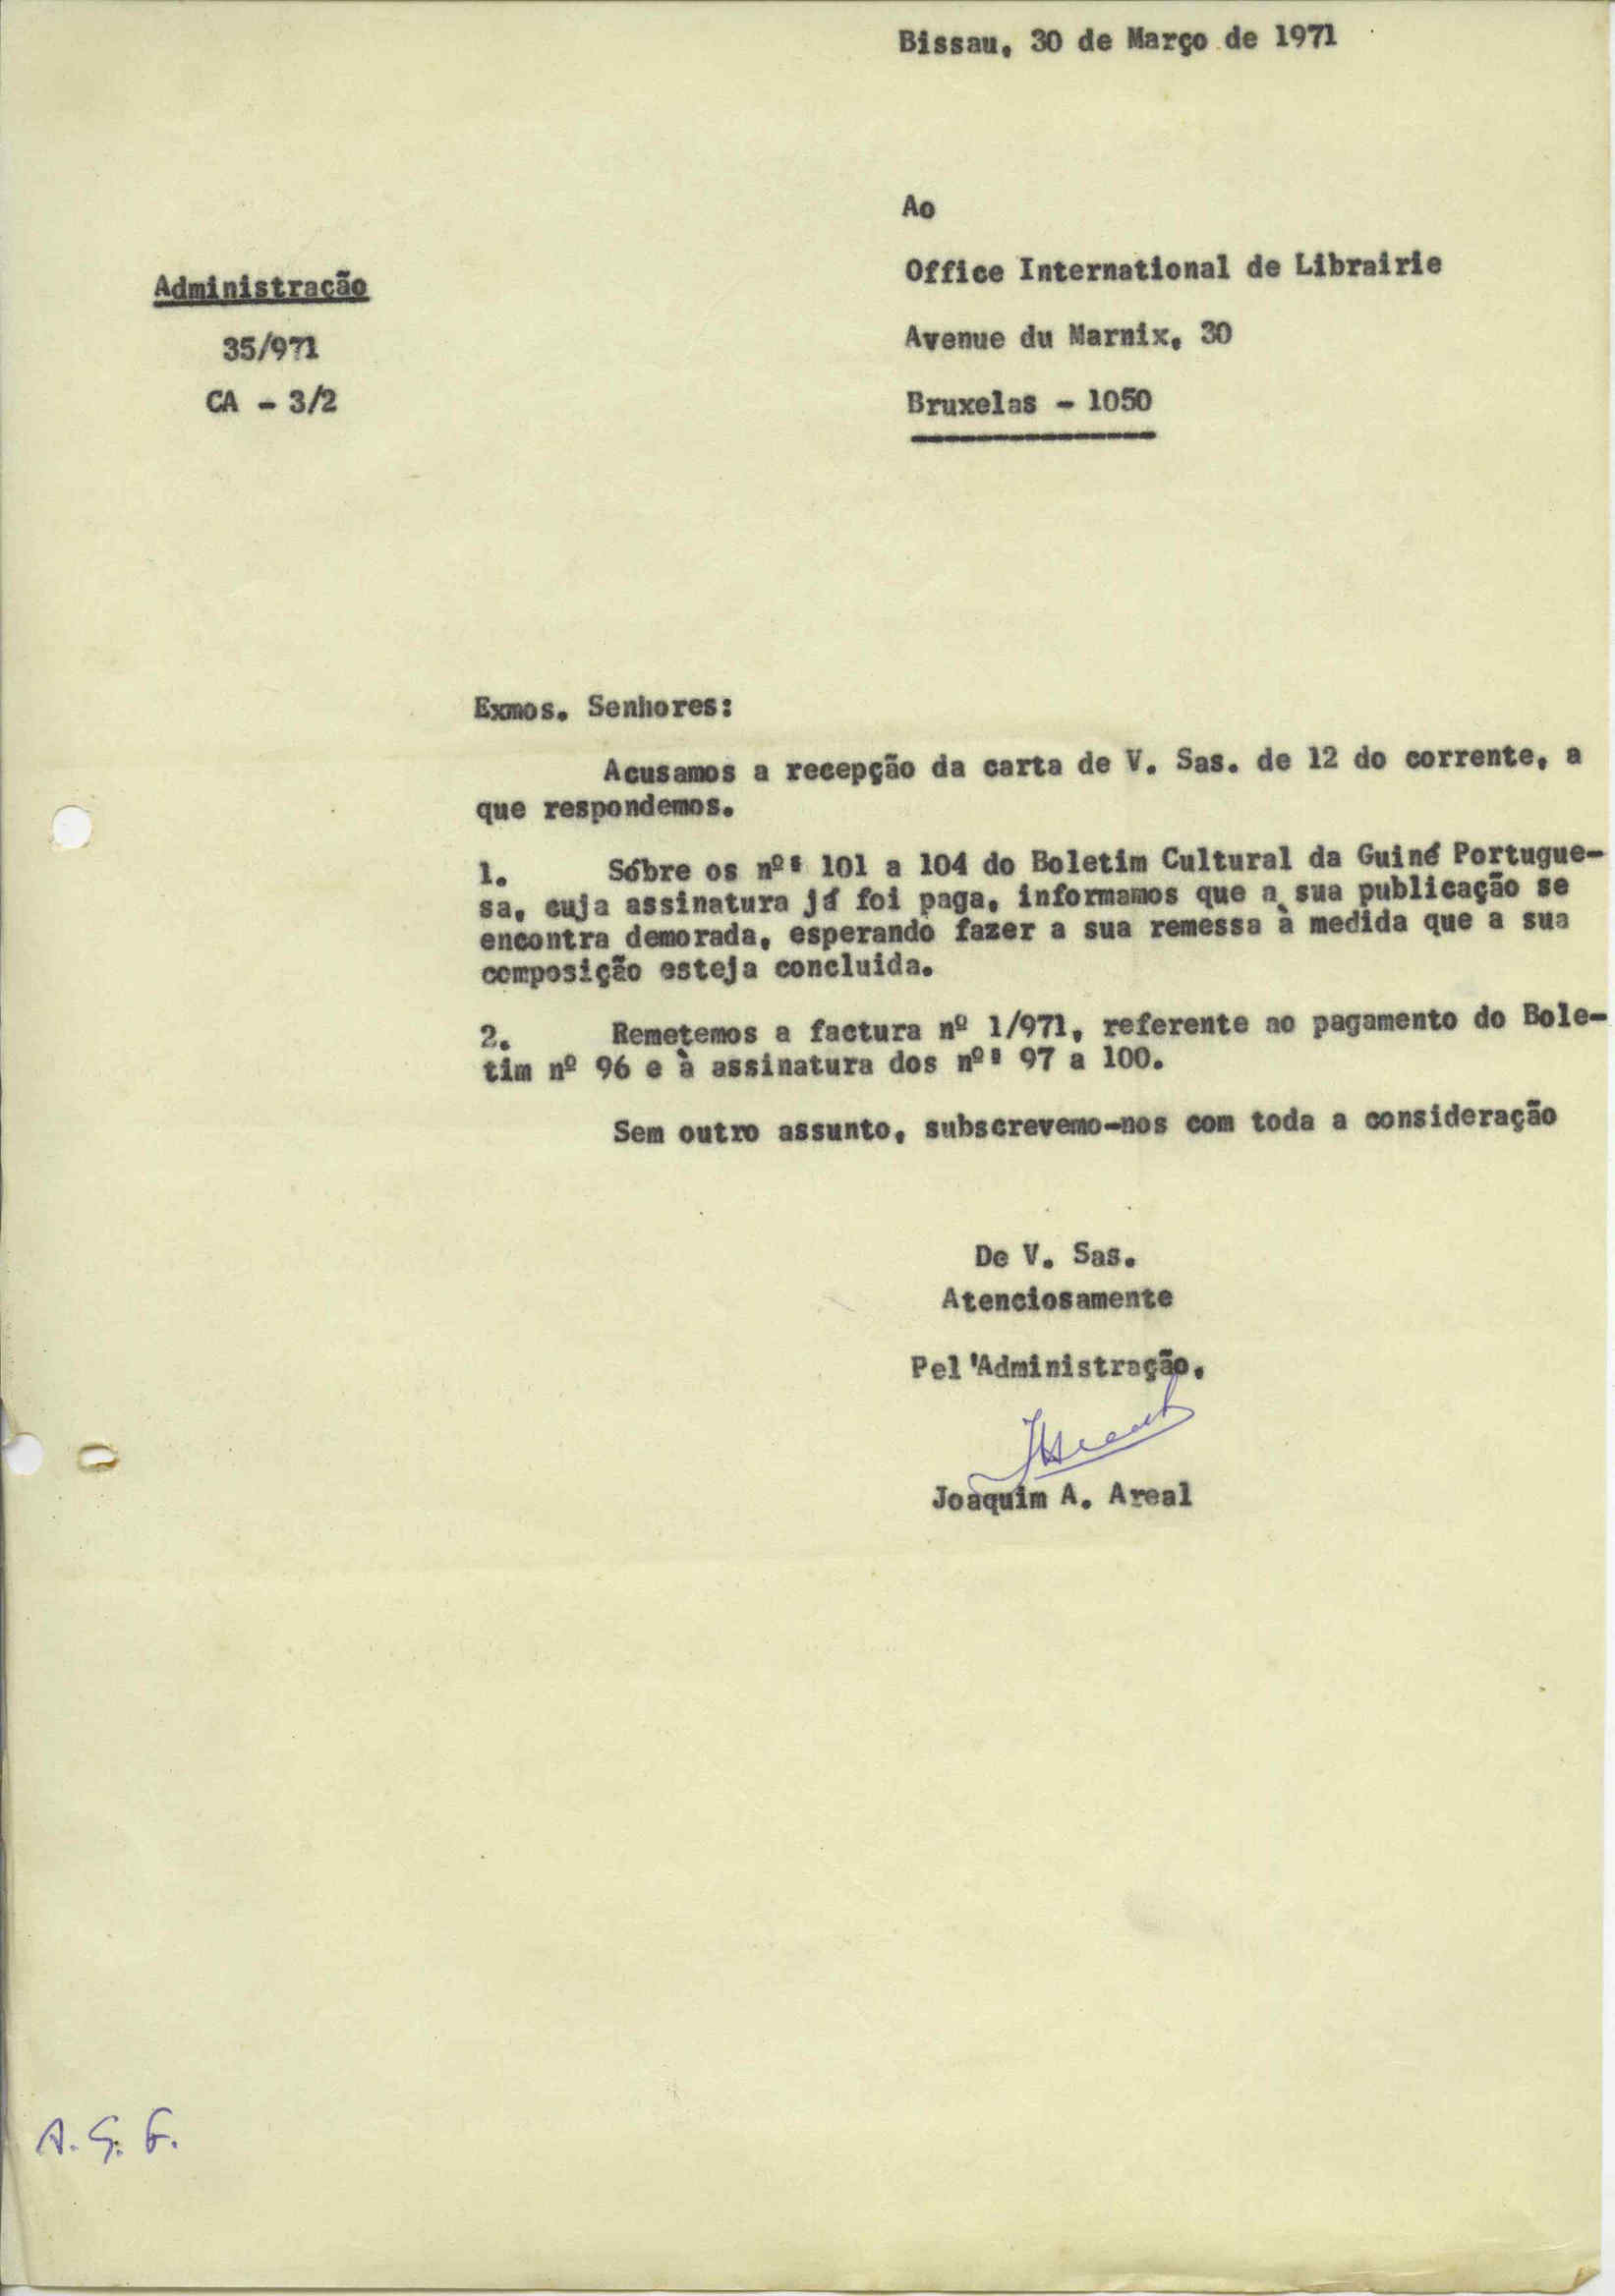 Bissau, 30 de Março de 1971
Ao
Office International de Librairie
Administração
Avenue du Marnix, 30
35/971
CA - 3/2
Bruxelas - 1050
Exmos. Senhores:
Acusamos a recepção da carta de V. Sas. de 12 do corrente, a
que respondemos.
1. Sôbre os nºs 101 a 104 do Boletim Cultural da Guiné Portugue-
sa, cuja assinatura já foi paga, informamos que a sua publicação se
encontra demorada, esperando fazer a sua remessa à medida que a sua
composição esteja concluida.
2. Remetemos a factura nº 1/971, referente ao pagamento do Bole-
tim nº 96 e à assinatura dos nºs 97 a 100.
Sem outro assunto, subscrevemo-nos com toda a consideração
De V. Sas.
Atenciosamente
Pel'Administração,
JAreal
Joaquim A. Areal
A. G. G.